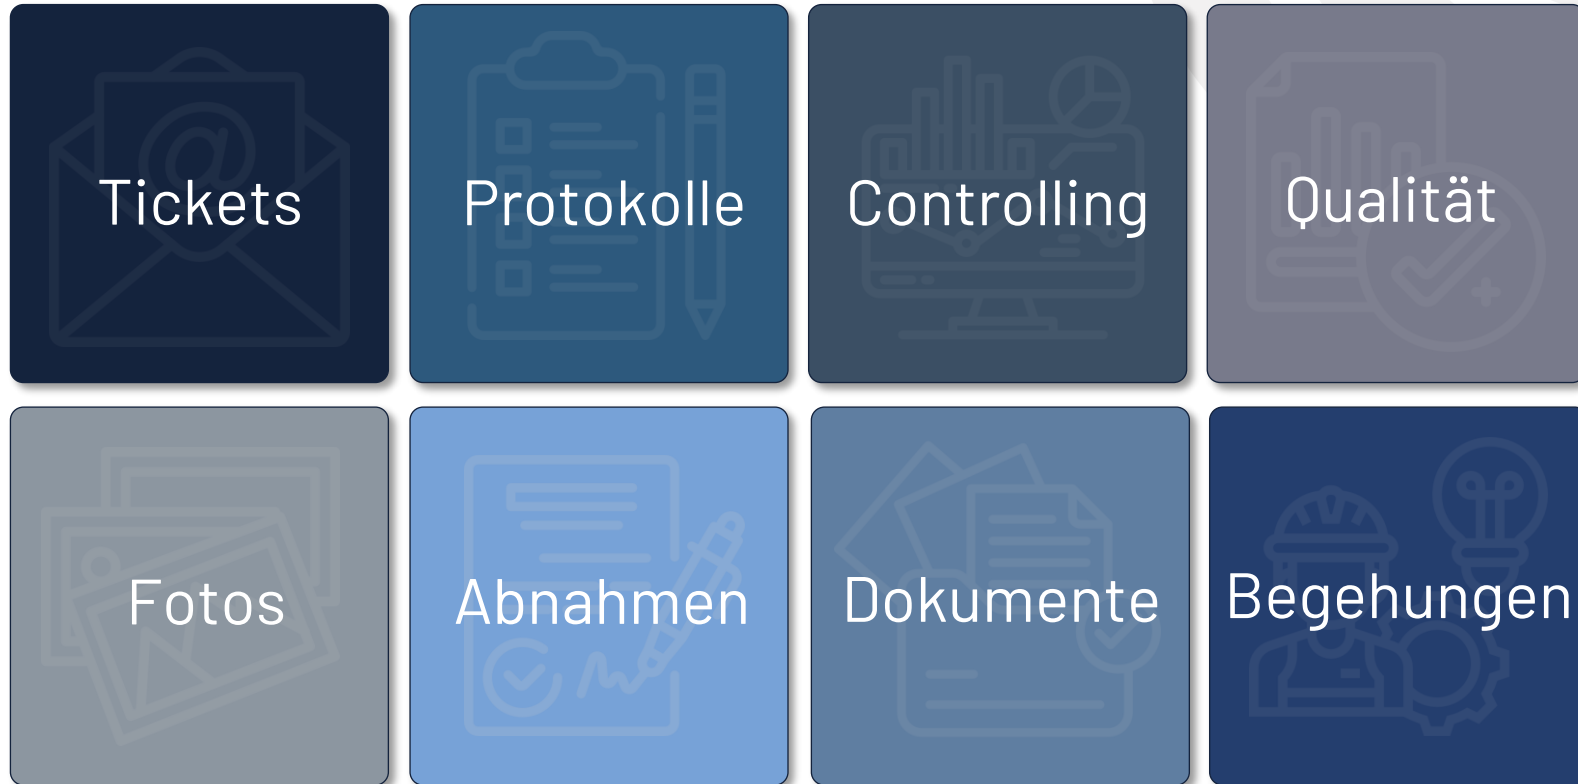 Tickets
Protokolle
Controlling
Qualität
Fotos
Abnahmen
Dokumente
Begehungen